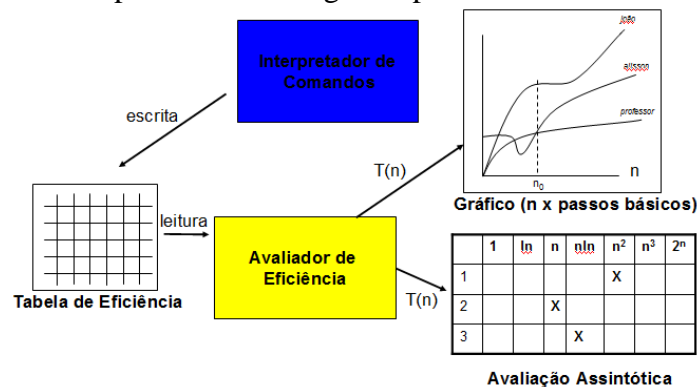 Interpretador de
Comandos
escrita
joão
alisson
professor
n
n0
T(n)
Gráfico (n x passos básicos)
leitura
Avaliador de
Eficiência
Tabela de Eficiência
T(n)
1 ln n nln n² n³ 2ⁿ
1 X
2 X
3 X
Avaliação Assintótica